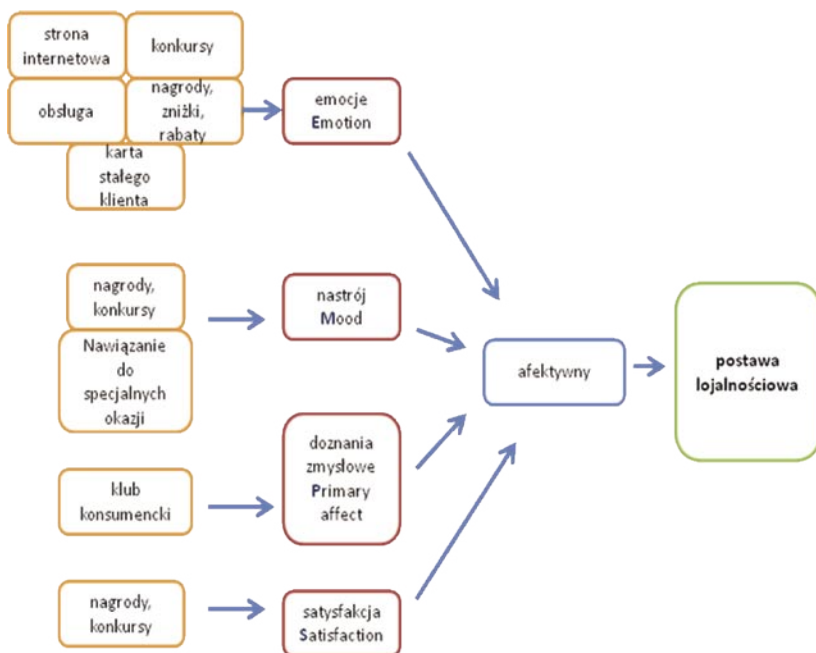 strona
internetowa
konkursy
obsługa
nagrody,
zniżki,
rabaty
karta
stałego
klienta
emocje
Emotion
nagrody,
konkursy
Nawiązanie
do
specjalnych
okazji
nastrój
Mood
klub
konsumencki
doznania
zmysłowe
Primary
affect
nagrody,
konkursy
satysfakcja
Satisfaction
afektywny
postawa
lojalnościowa